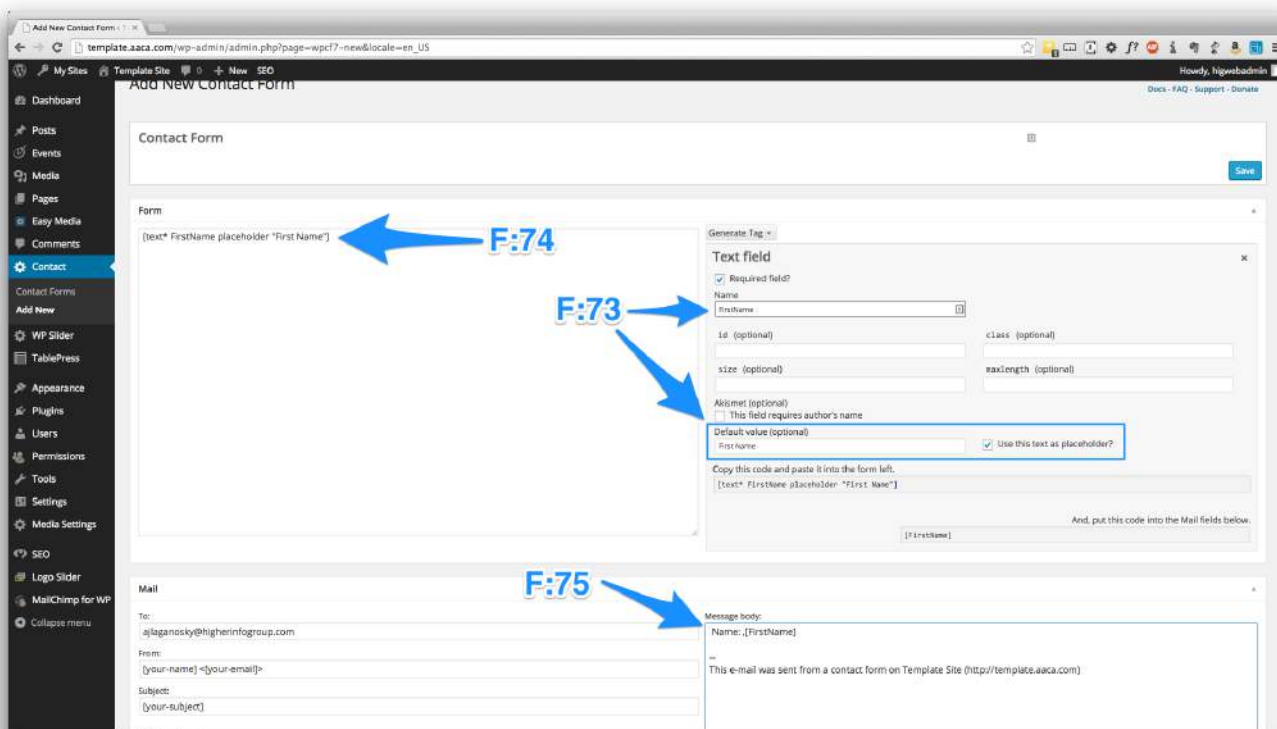 Add New Contact Form
template.aaca.com/wp-admin/admin.php?page=wpcf7-new&locale=en_US
My Sites Template Site 0 + New SEO
Howdy, higwebadmin
Add New Contact Form
Docs - FAQ - Support - Donate
Dashboard
Posts
Events
Media
Pages
Easy Media
Comments
Contact
Contact Forms
Add New
WP Slider
TablePress
Appearance
Plugins
Users
Permissions
Tools
Settings
Media Settings
SEO
Logo Slider
MailChimp for WP
Collapse menu
Contact Form
Save
Form
[text* FirstName placeholder "First Name"]
F:74
Generate Tag
Text field
Required field?
F:73
Name
FirstName
id (optional)
class (optional)
size (optional)
maxlength (optional)
Akismet (optional)
This field requires author's name
Default value (optional)
First Name
Use this text as placeholder?
Copy this code and paste it into the form left.
[text* FirstName placeholder "First Name"]
And, put this code into the Mail fields below.
[FirstName]
Mail
F:75
To:
ajlaganosky@higherinfogroup.com
From:
[your-name] <[your-email]>
Subject:
[your-subject]
Message body:
Name: ,[FirstName]
--
This e-mail was sent from a contact form on Template Site (http://template.aaca.com)